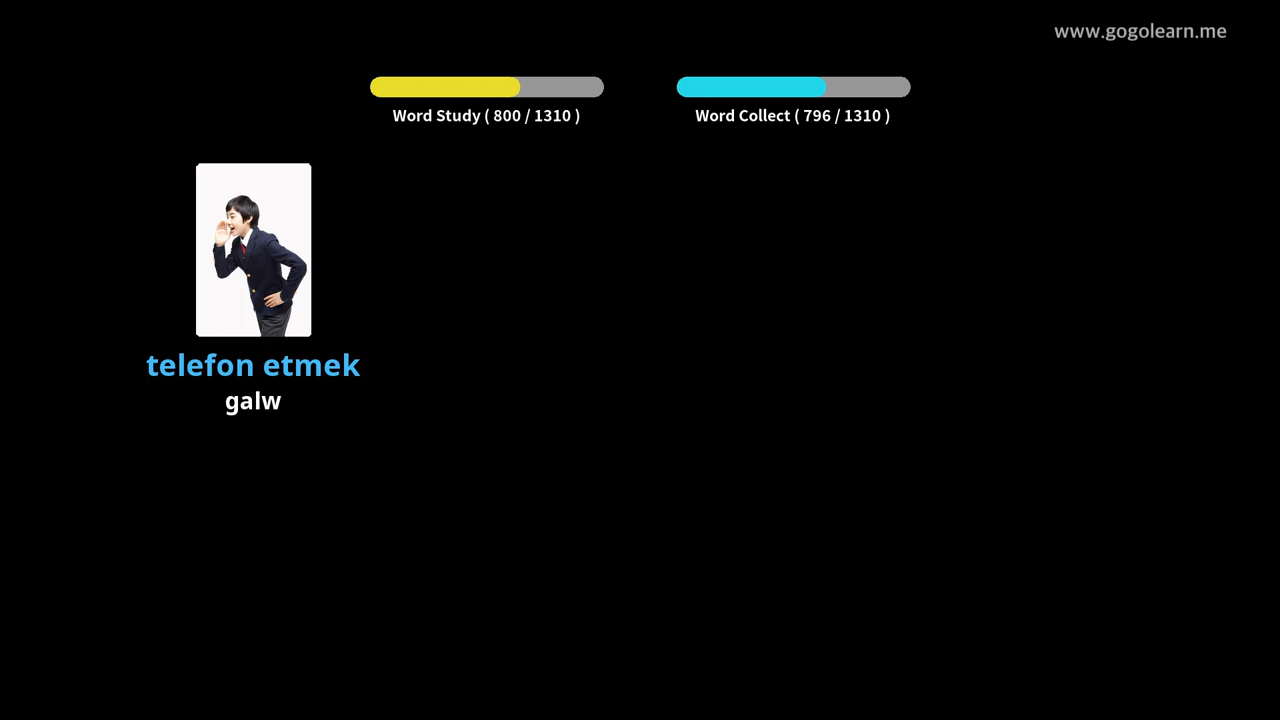 www.gogolearn.me
Word Study ( 800 / 1310 )
Word Collect ( 796 / 1310 )
telefon etmek
galw